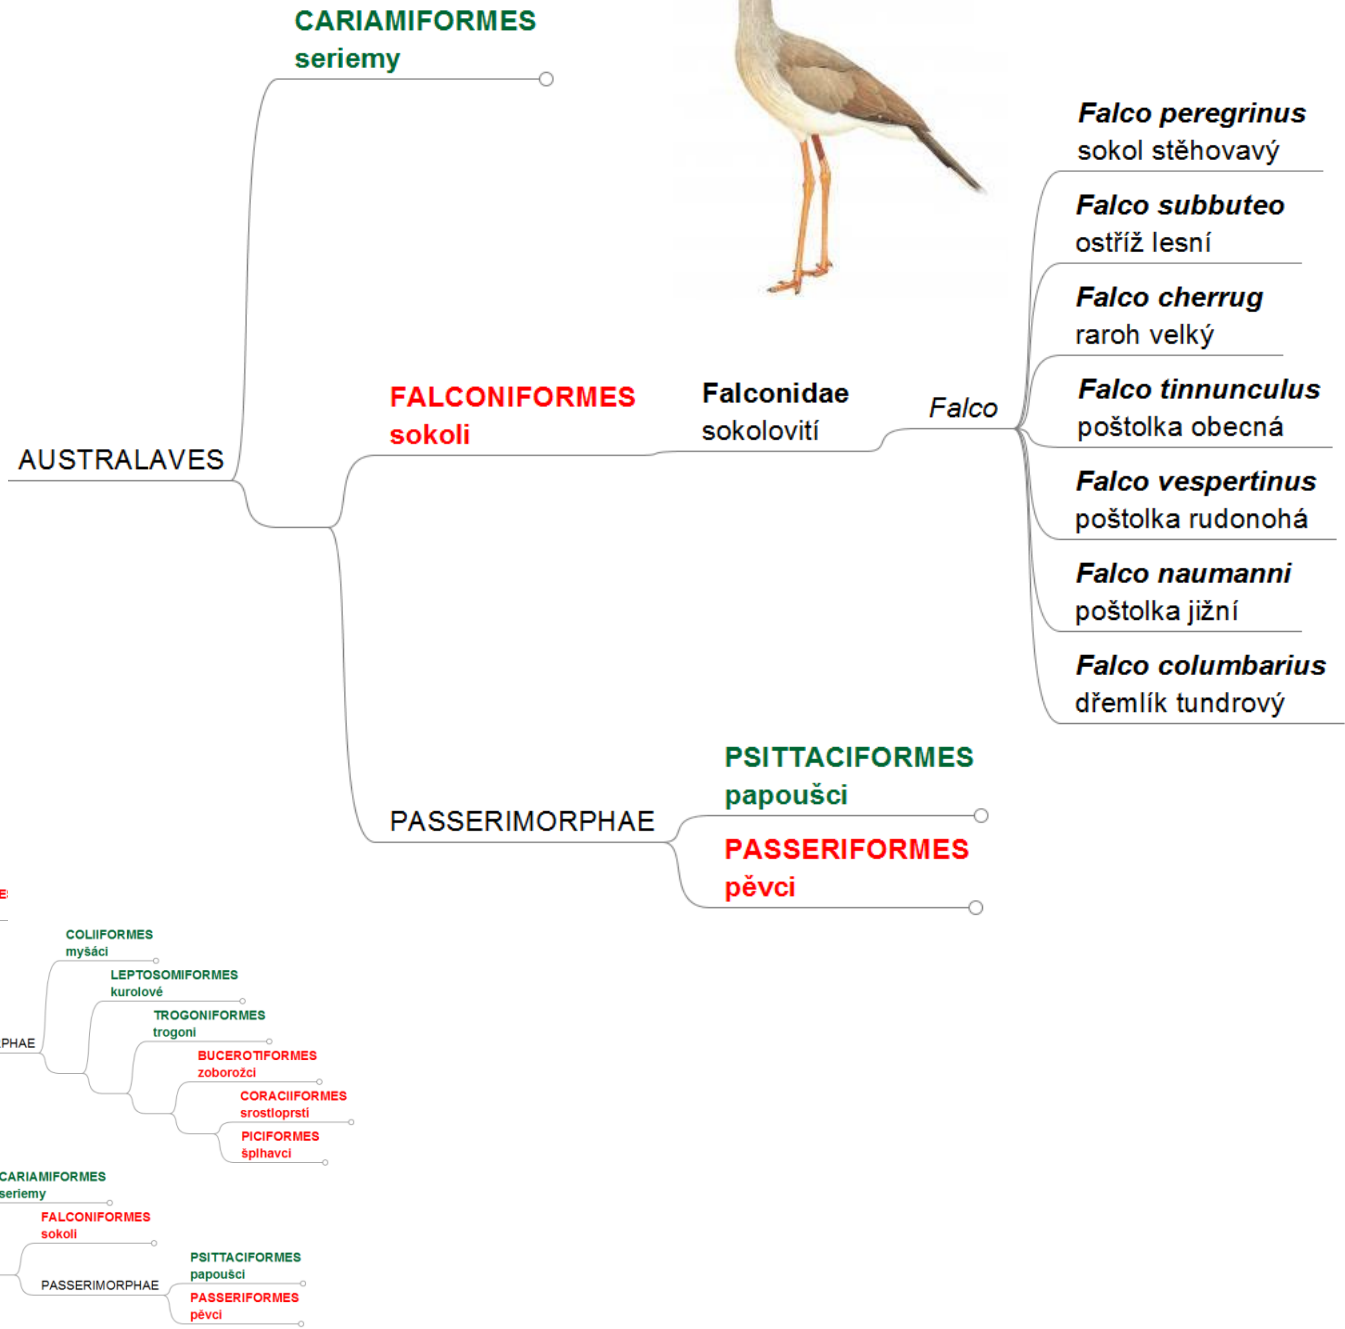 CARIAMIFORMES
seriemy
Falco peregrinus
sokol stěhovavý
Falco subbuteo
ostříž lesní
Falco cherrug
raroh velký
FALCONIFORMES
sokoli
Falconidae
sokolovití
Falco
Falco tinnunculus
poštolka obecná
AUSTRALAVES
Falco vespertinus
poštolka rudonohá
Falco naumanni
poštolka jižní
Falco columbarius
dřemlík tundrový
PASSERIMORPHAE
PSITTACIFORMES
papoušci
PASSERIFORMES
pěvci
COLIIFORMES
myšáci
LEPTOSOMIFORMES
kurolové
TROGONIFORMES
trogoni
PHAE
BUCEROTIFORMES
zoborožci
CORACIIFORMES
srostloprstí
PICIFORMES
šplhavci
CARIAMIFORMES
seriemy
FALCONIFORMES
sokoli
PASSERIMORPHAE
PSITTACIFORMES
papoušci
PASSERIFORMES
pěvci